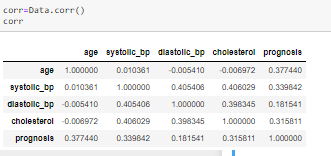 corr=Data.corr()
corr
age systolic_bp diastolic_bp cholesterol prognosis
age 1.000000 0.010361 -0.005410 -0.006972 0.377440
systolic_bp 0.010361 1.000000 0.405406 0.406029 0.339842
diastolic_bp -0.005410 0.405406 1.000000 0.398345 0.181541
cholesterol -0.006972 0.406029 0.398345 1.000000 0.315811
prognosis 0.377440 0.339842 0.181541 0.315811 1.000000